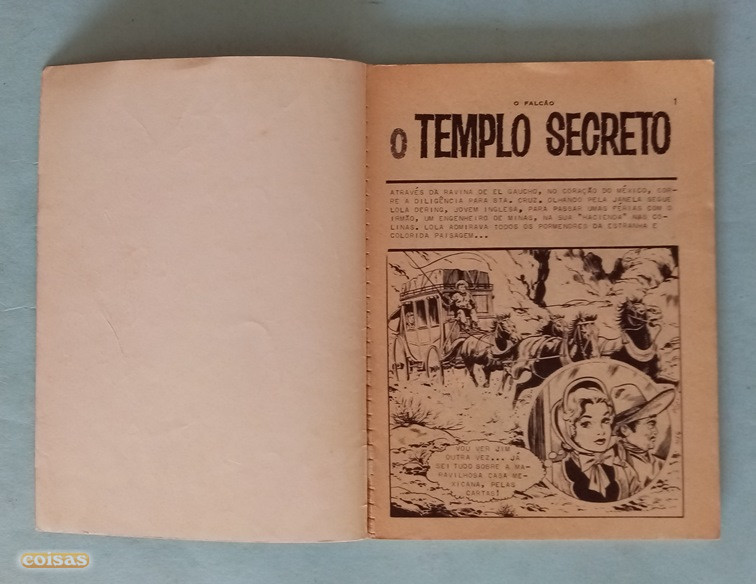 O FALCÃO
1
O TEMPLO SECRETO
ATRAVÉS DA RAVINA DE EL GAUCHO, NO CORAÇÃO DO MÉXICO, COR-
RE A DILIGÊNCIA PARA STA. CRUZ. OLHANDO PELA JANELA SEGUE
LOLA DERING, JOVEM INGLESA, PARA PASSAR UMAS FÉRIAS COM O
IRMÃO, UM ENGENHEIRO DE MINAS, NA SUA "HACIENDA" NAS CO-
LINAS. LOLA ADMIRAVA TODOS OS PORMENORES DA ESTRANHA E
COLORIDA PAISAGEM...
VOU VER JIM
OUTRA VEZ... JÁ
SEI TUDO SOBRE A MA-
RAVILHOSA CASA ME-
XICANA, PELAS
CARTAS!
coisas